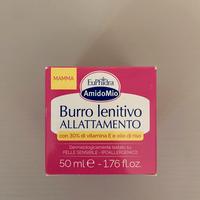 MAMMA
EuPhidra
AmidoMio
Burro lenitivo
ALLATTAMENTO
con 30% di vitamina E e olio di riso
Dermatologicamente testato su
PELLE SENSIBILE - IPOALLERGENICO
50 ml ℮ - 1.76 fl.oz.